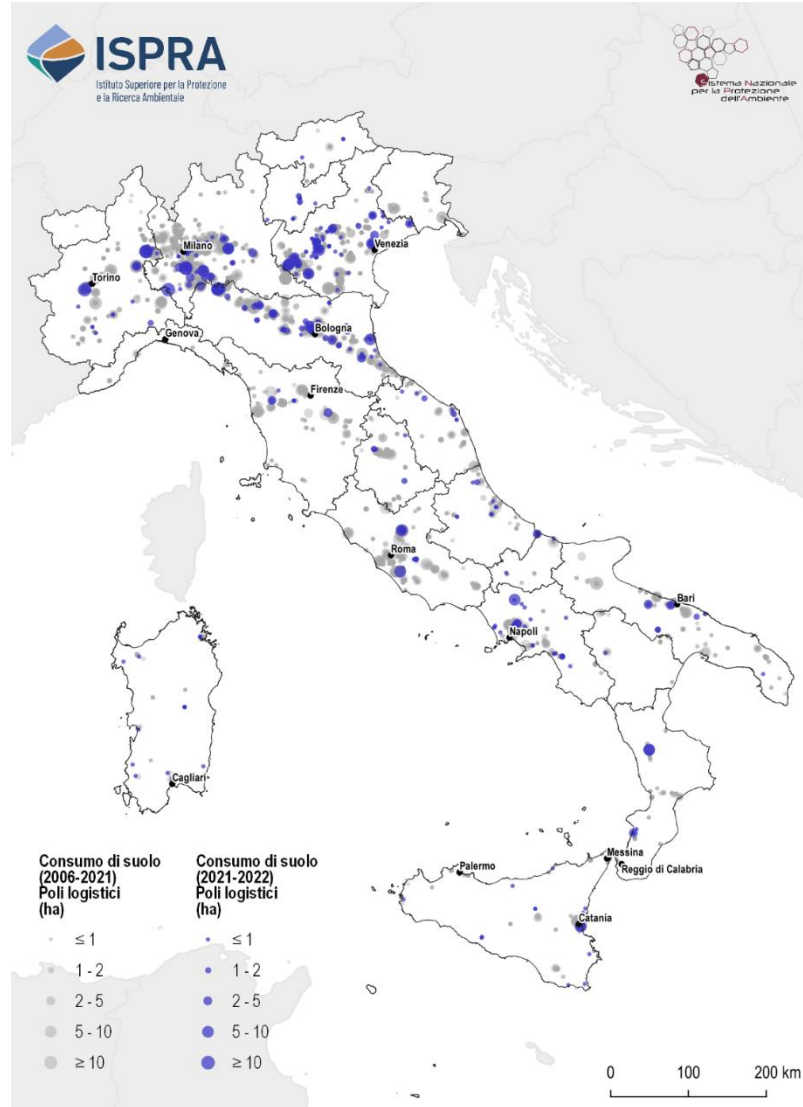 ISPRA
Istituto Superiore per la Protezione
e la Ricerca Ambientale
Sistema Nazionale
per la Protezione
dell'Ambiente
Milano
Venezia
Torino
Genova
Bologna
Firenze
Roma
Bari
Napoli
Cagliari
Messina
Palermo
Reggio di Calabria
Catania
Consumo di suolo
(2006-2021)
Poli logistici
(ha)
≤ 1
1 - 2
2 - 5
5 - 10
≥ 10
Consumo di suolo
(2021-2022)
Poli logistici
(ha)
≤ 1
1 - 2
2 - 5
5 - 10
≥ 10
0 100 200 km